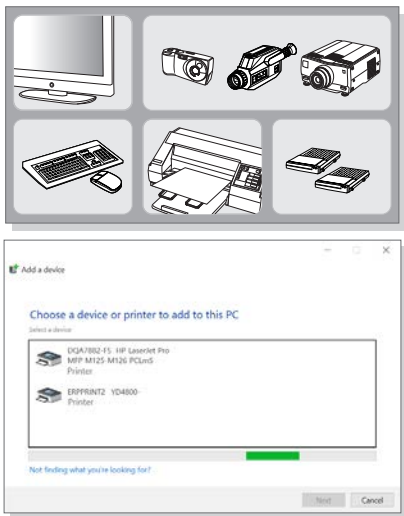 Add a device
Choose a device or printer to add to this PC
Select a device
DQA7882-F5 HP LaserJet Pro
MFP M125-M126 PCLmS
Printer
ERPPRINT2 YD4800-
Printer
Not finding what you're looking for?
Next Cancel